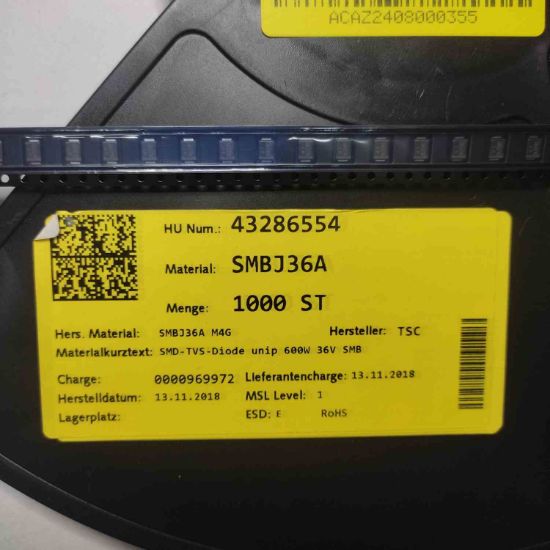 ACAZ2408000355
HU Num.: 43286554
Material: SMBJ36A
Menge: 1000 ST
Hers. Material: SMBJ36A M4G Hersteller: TSC
Materialkurztext: SMD-TVS-Diode unip 600W 36V SMB
Charge: 0000969972 Lieferantencharge: 13.11.2018
Herstelldatum: 13.11.2018 MSL Level: 1
Lagerplatz: ESD: E RoHS